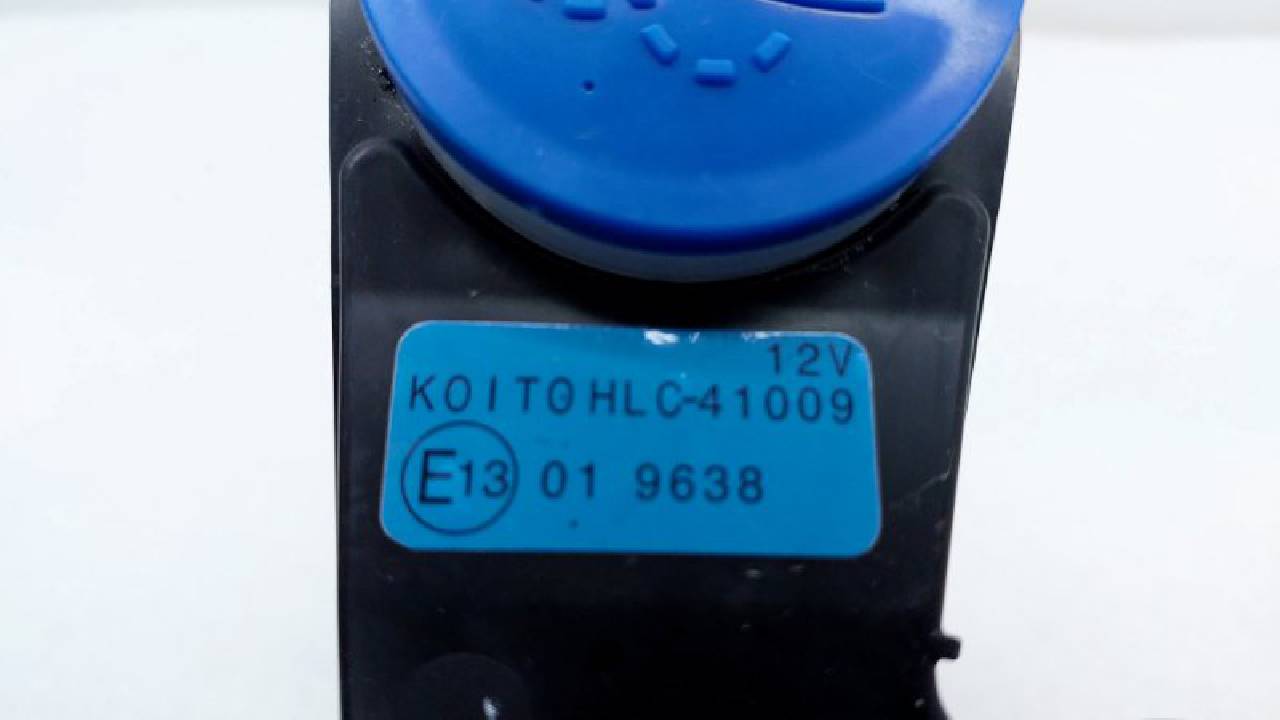 12V
KOITO HLC-41009
E13 01 9638